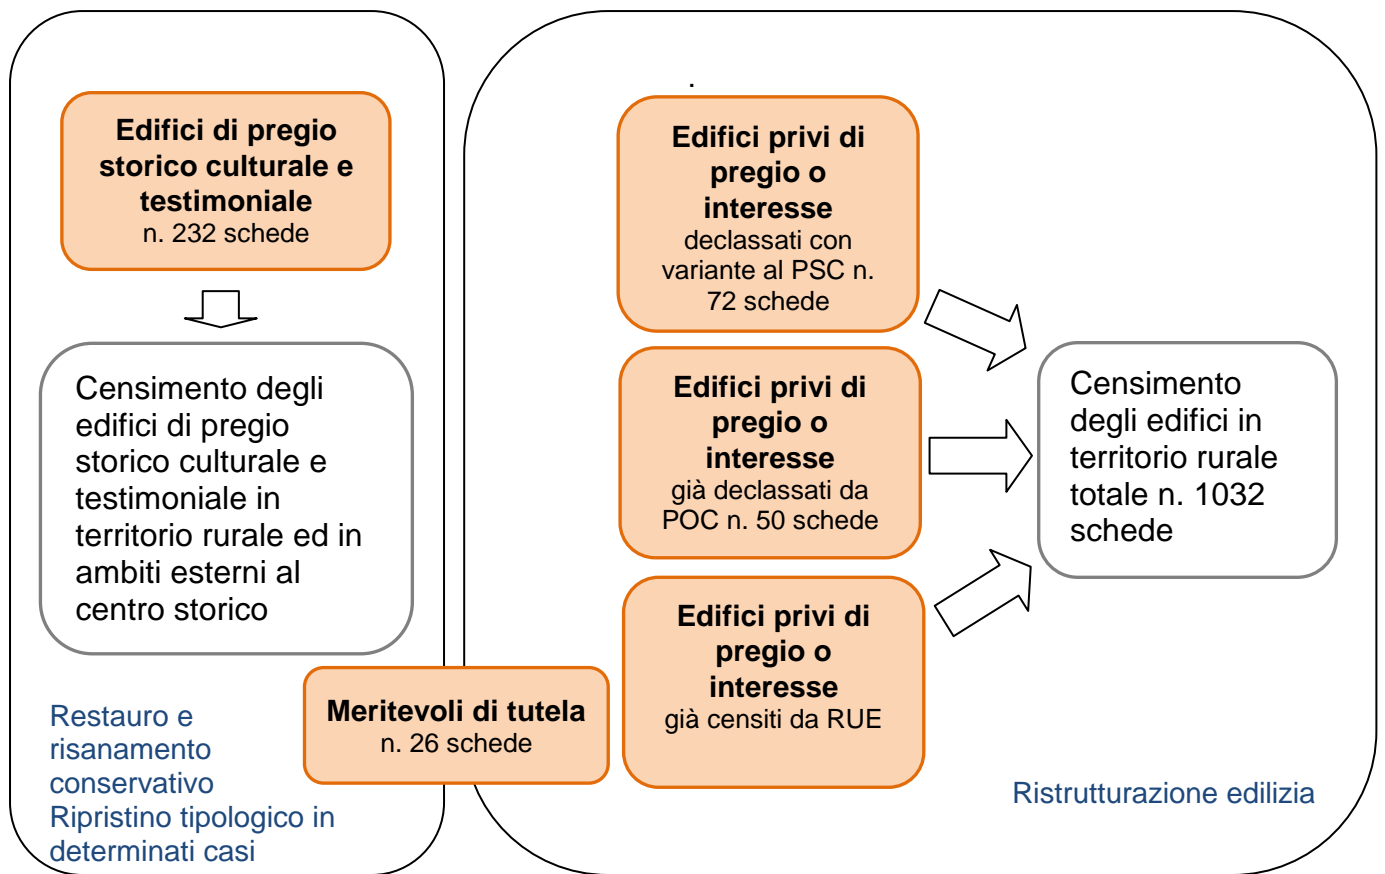 Edifici di pregio
storico culturale e
testimoniale
n. 232 schede
Censimento degli
edifici di pregio
storico culturale e
testimoniale in
territorio rurale ed in
ambiti esterni al
centro storico
Restauro e
risanamento
conservativo
Ripristino tipologico in
determinati casi
Meritevoli di tutela
n. 26 schede
.
Edifici privi di
pregio o
interesse
declassati con
variante al PSC n.
72 schede
Edifici privi di
pregio o
interesse
già declassati da
POC n. 50 schede
Edifici privi di
pregio o
interesse
già censiti da RUE
Censimento
degli edifici in
territorio rurale
totale n. 1032
schede
Ristrutturazione edilizia